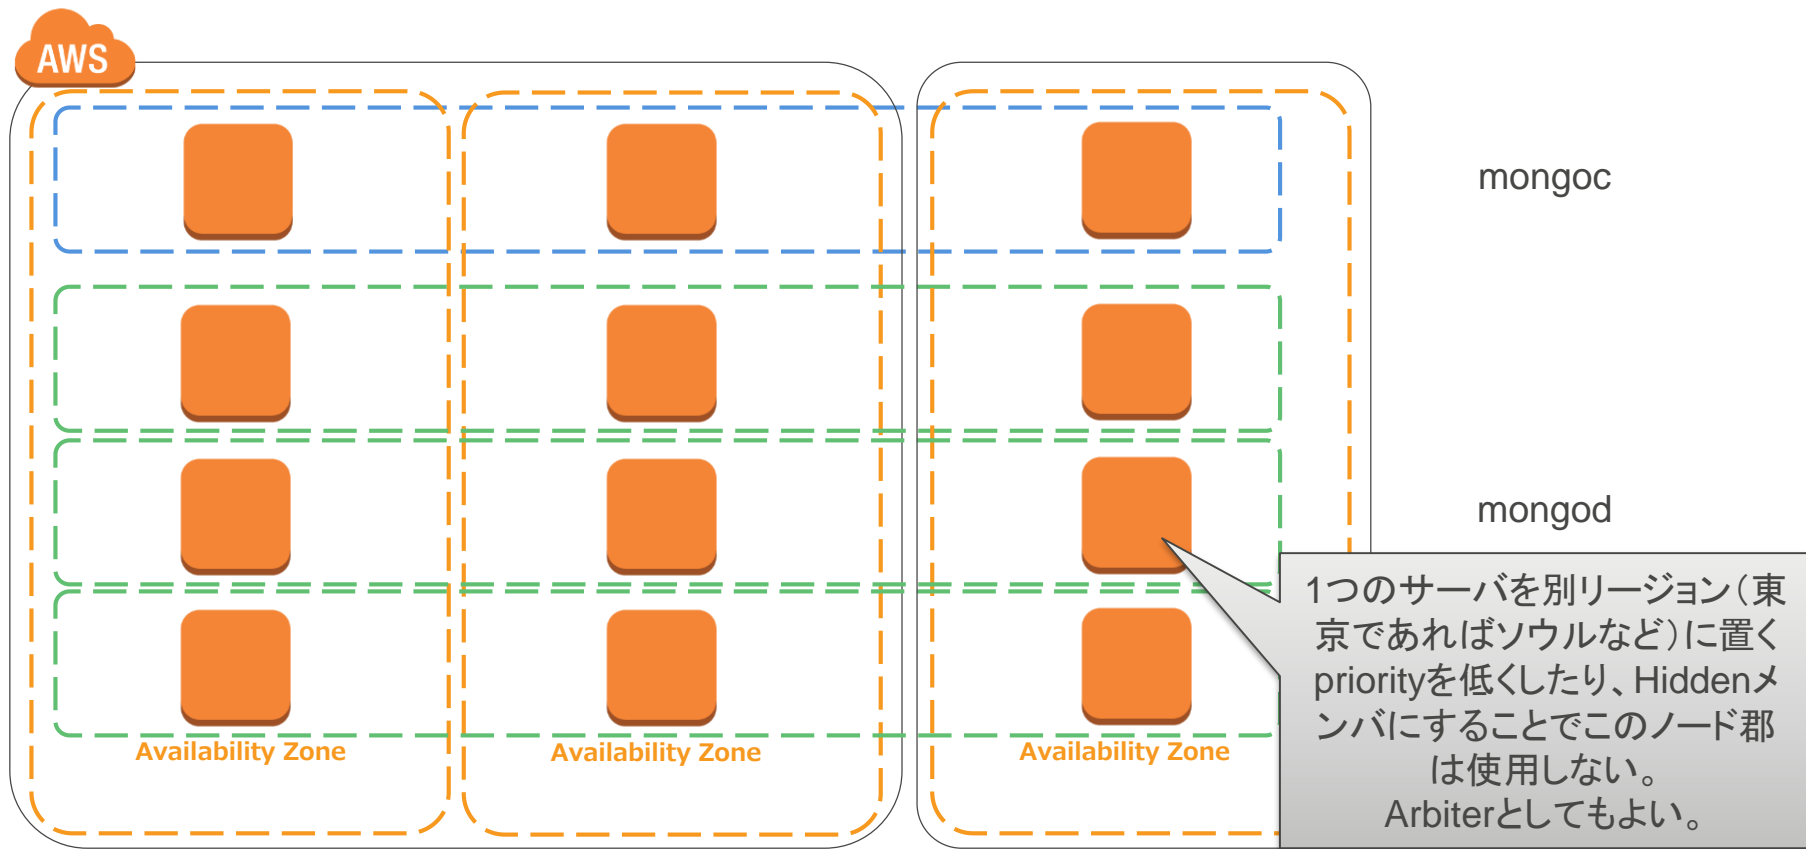 AWS
mongoc
mongod
1つのサーバを別リージョン（東
京であればソウルなど）に置く
priorityを低くしたり、Hiddenメ
ンバにすることでこのノード郡
は使用しない。
Arbiterとしてもよい。
Availability Zone
Availability Zone
Availability Zone